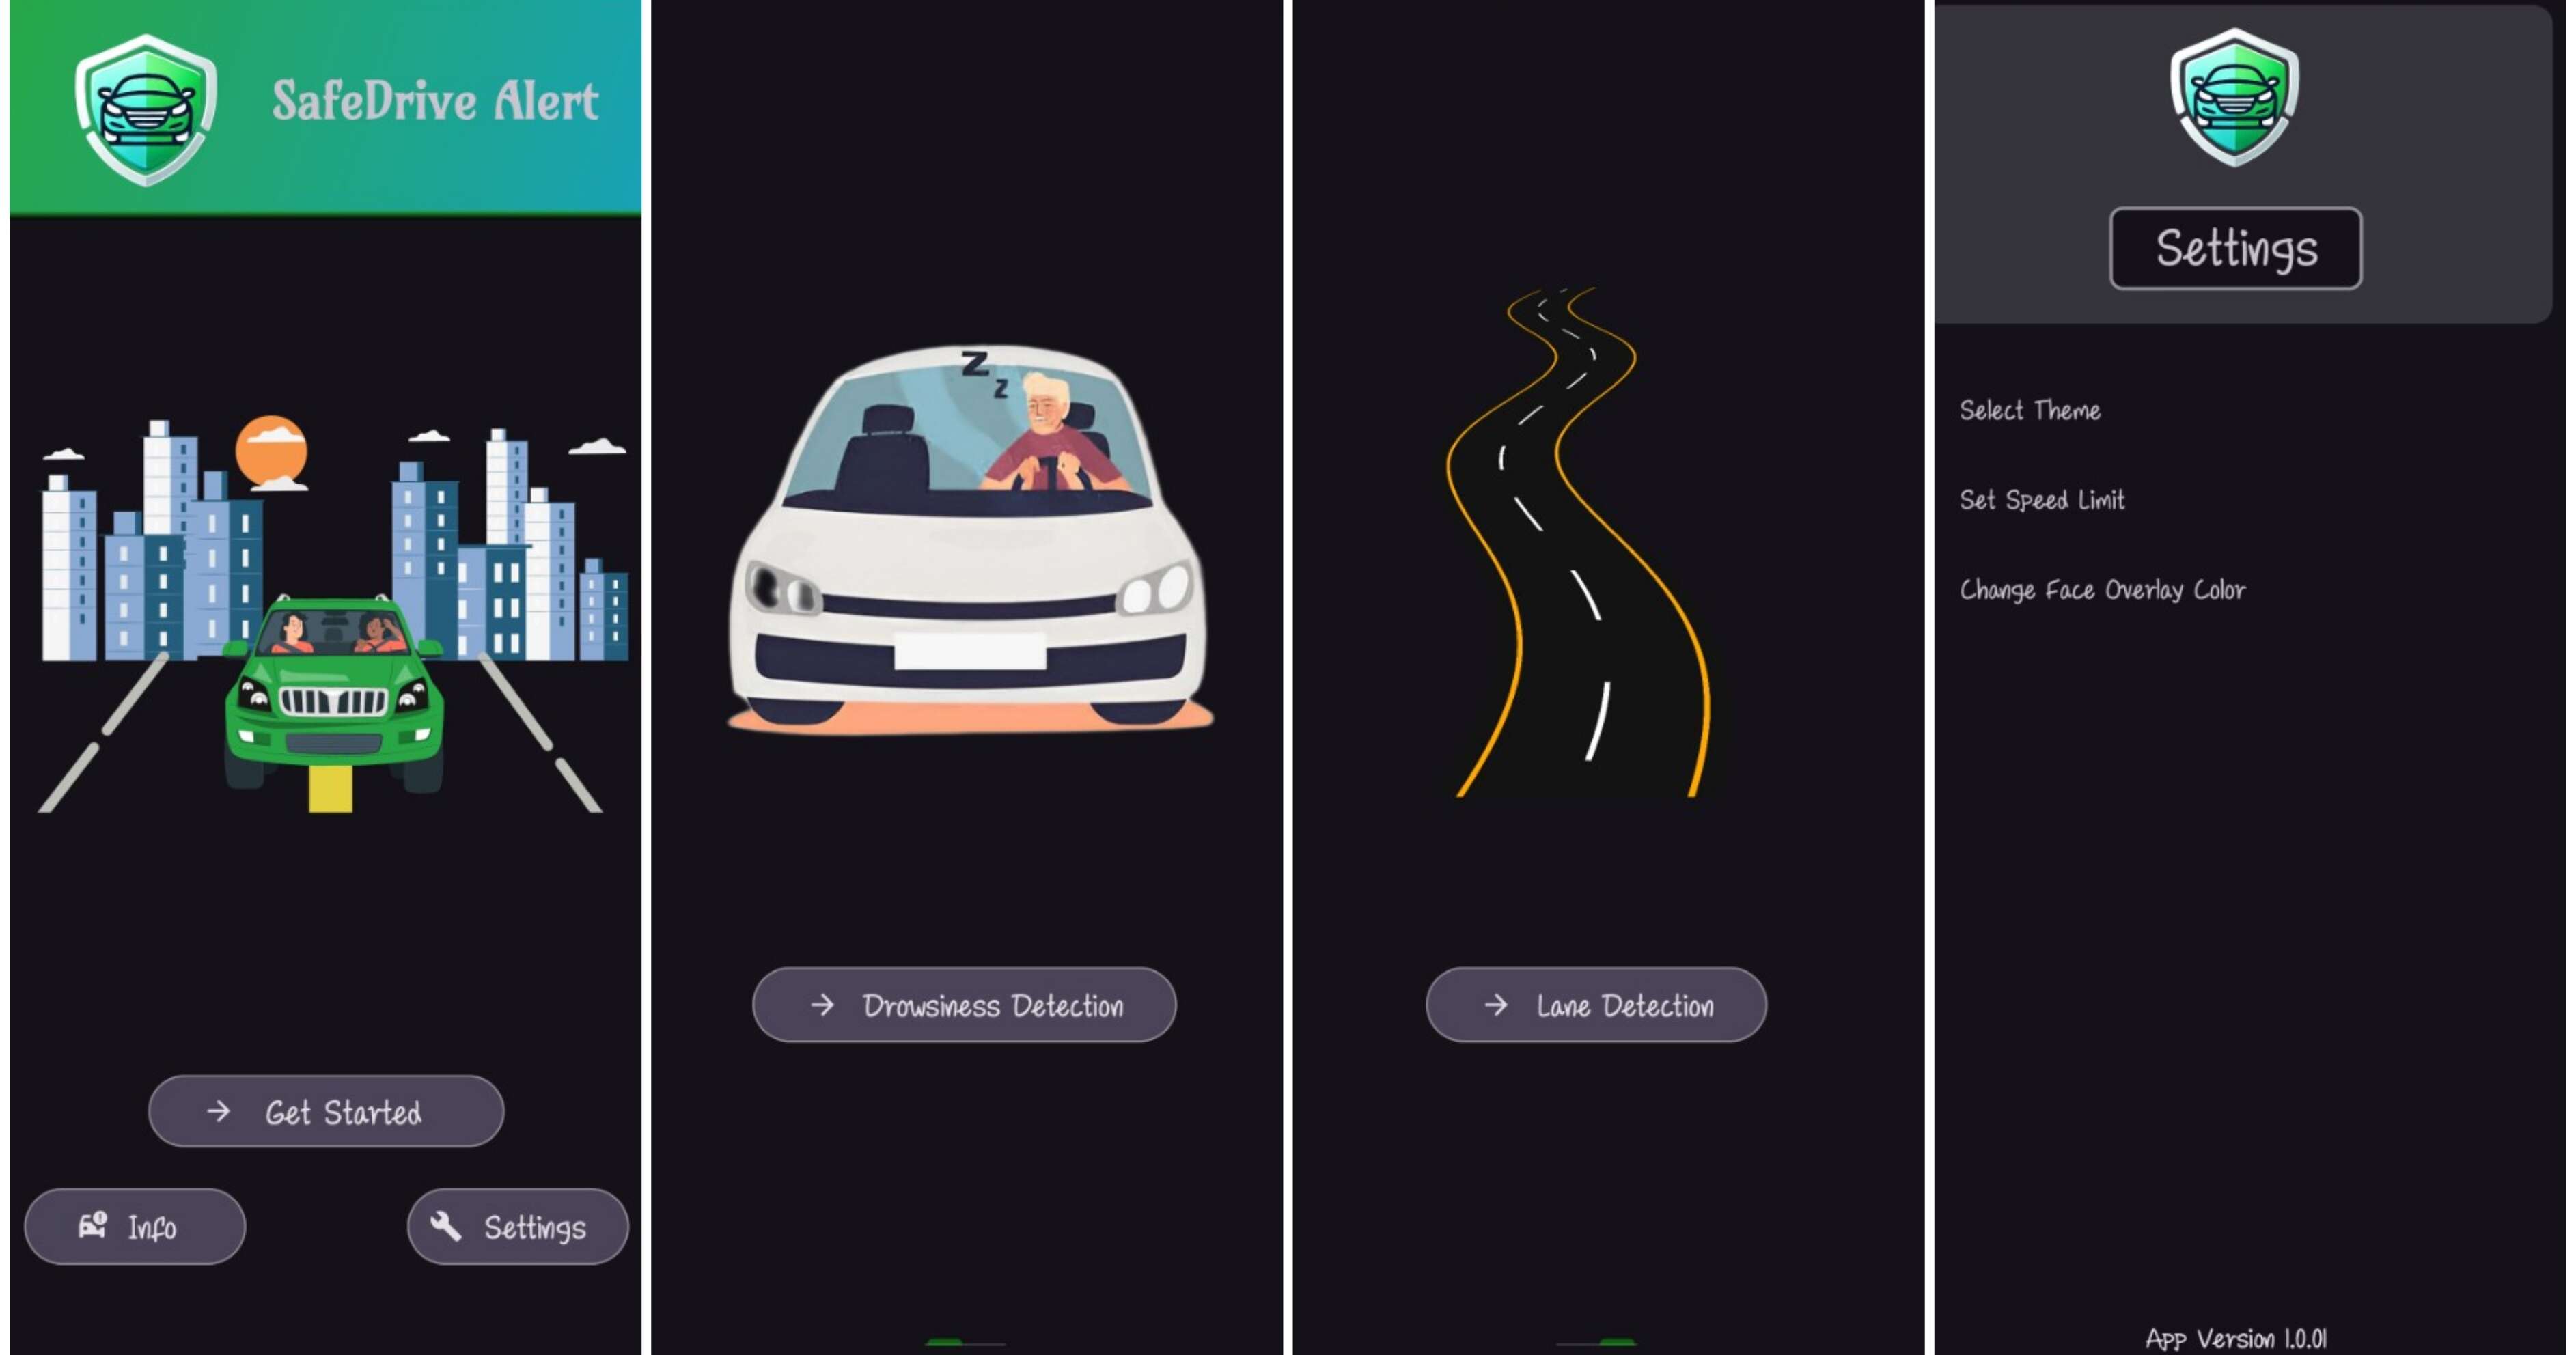 SafeDrive Alert
Get Started
Info
Settings
Z
z
Drowsiness Detection
Lane Detection
Settings
Select Theme
Set Speed Limit
Change Face Overlay Color
App Version 1.0.01